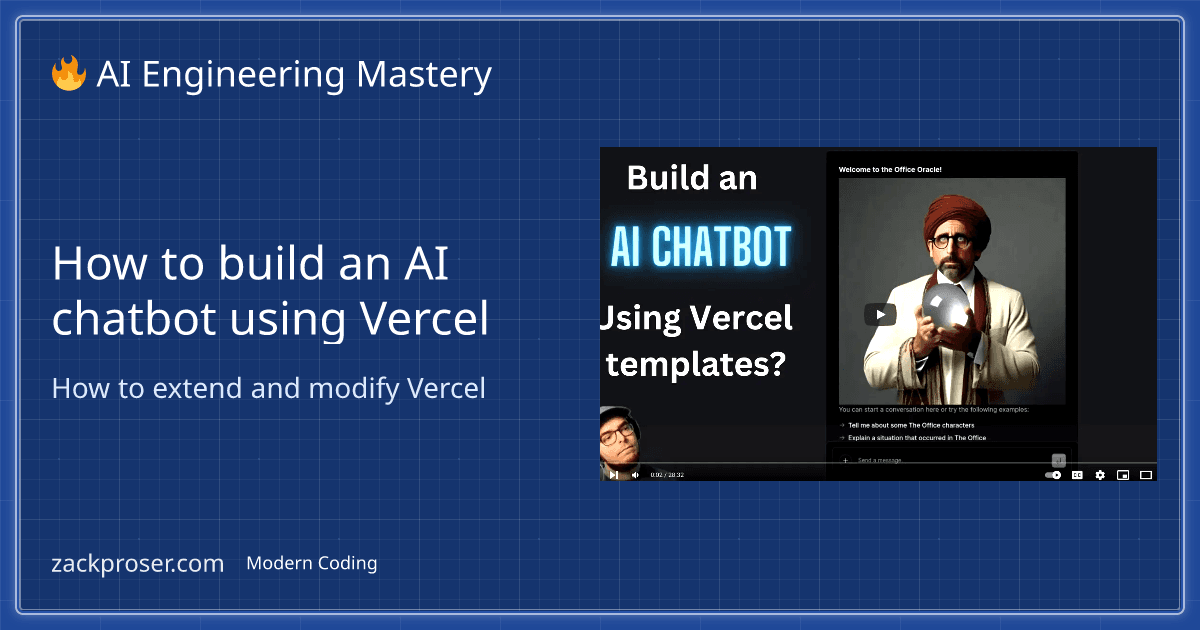 🔥 AI Engineering Mastery
How to build an AI
chatbot using Vercel
How to extend and modify Vercel
zackproser.com Modern Coding
Build an
AI CHATBOT
Using Vercel
templates?
Welcome to the Office Oracle!
You can start a conversation here or try the following examples:
→ Tell me about some The Office characters
→ Explain a situation that occurred in The Office
+ Send a message.
0:02 / 28:32
CC